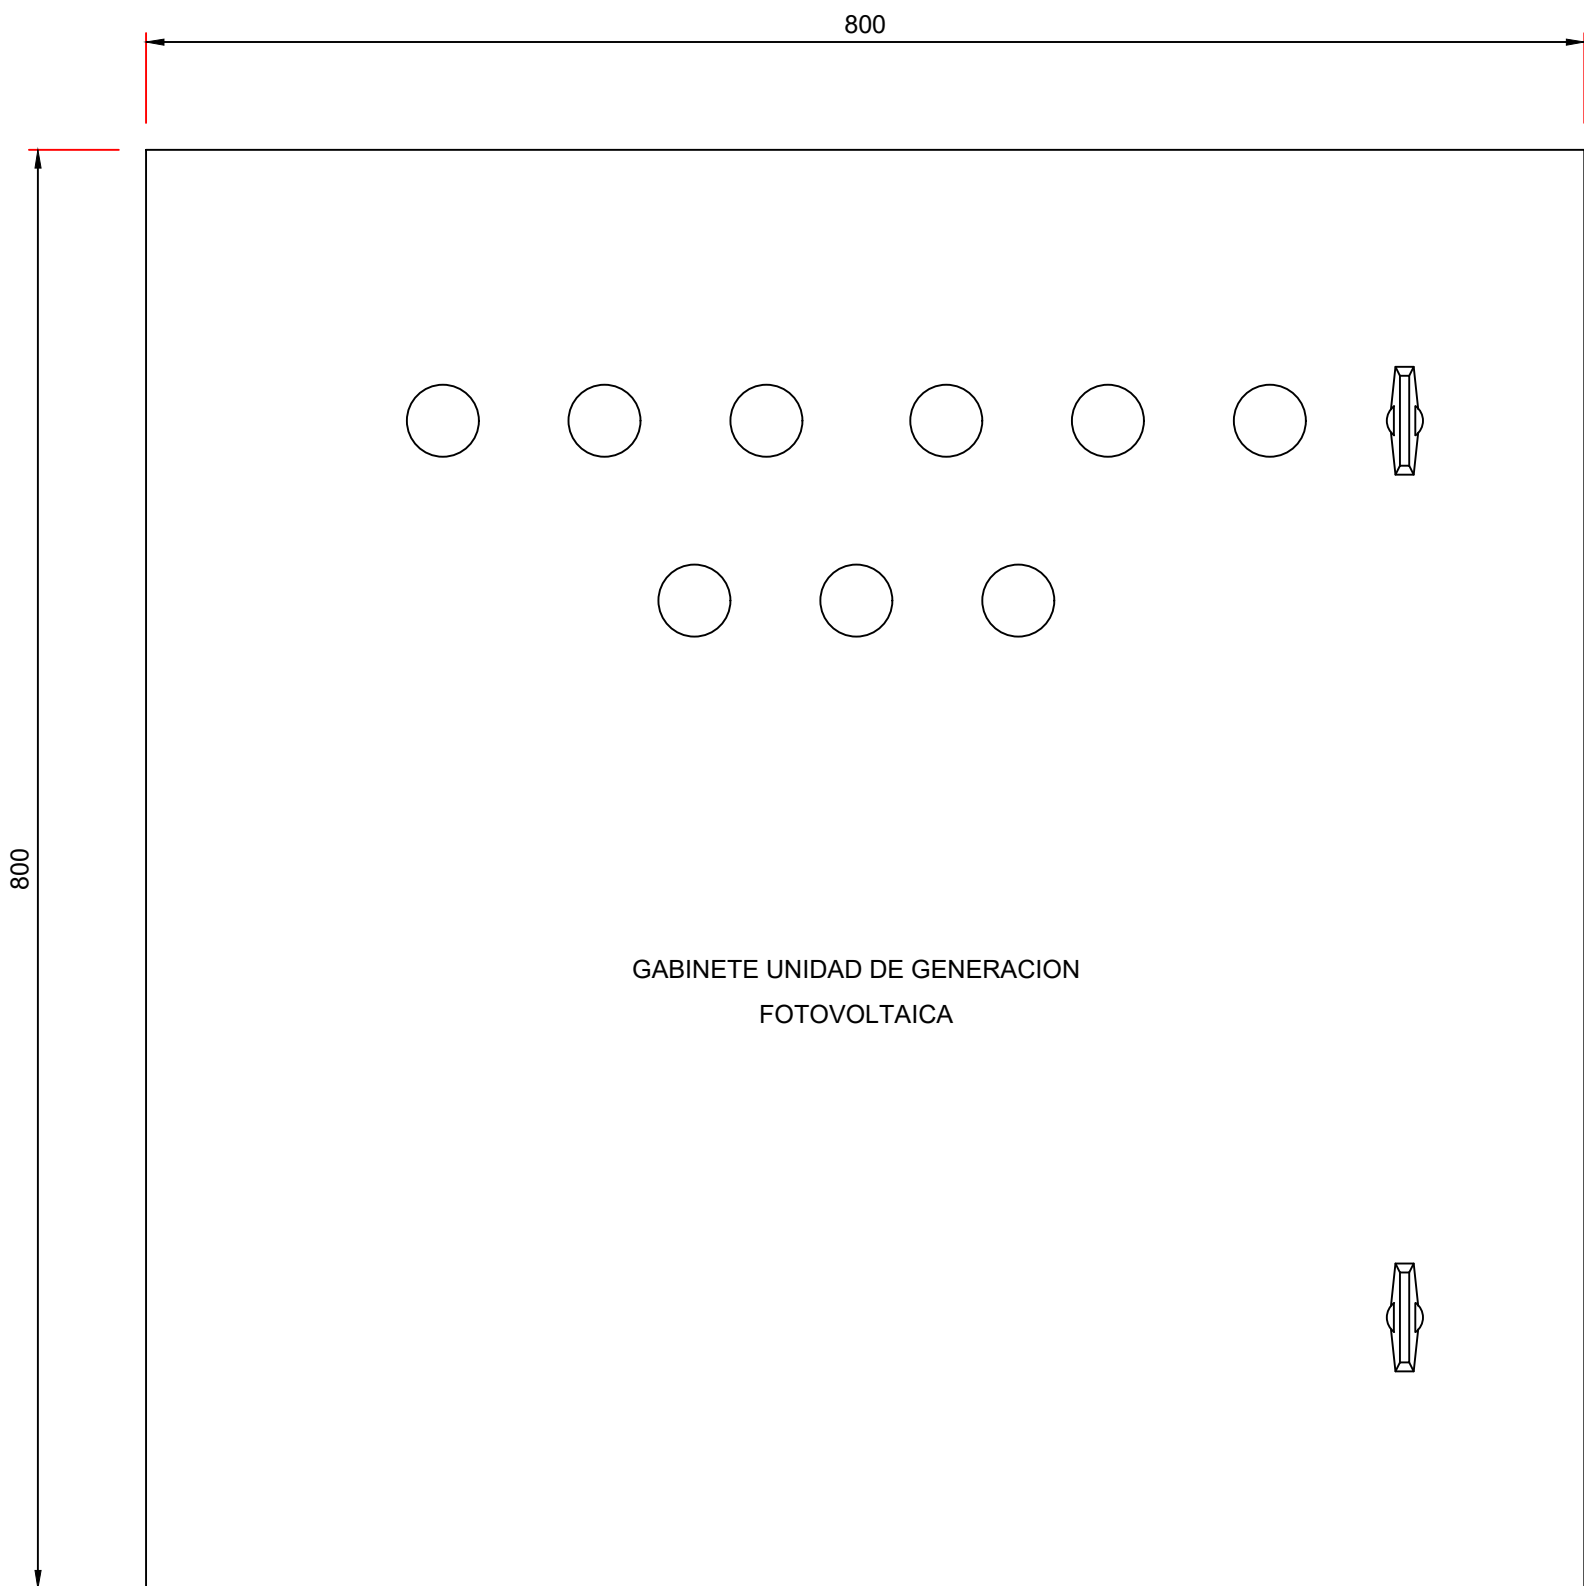 800
800
GABINETE UNIDAD DE GENERACION
FOTOVOLTAICA